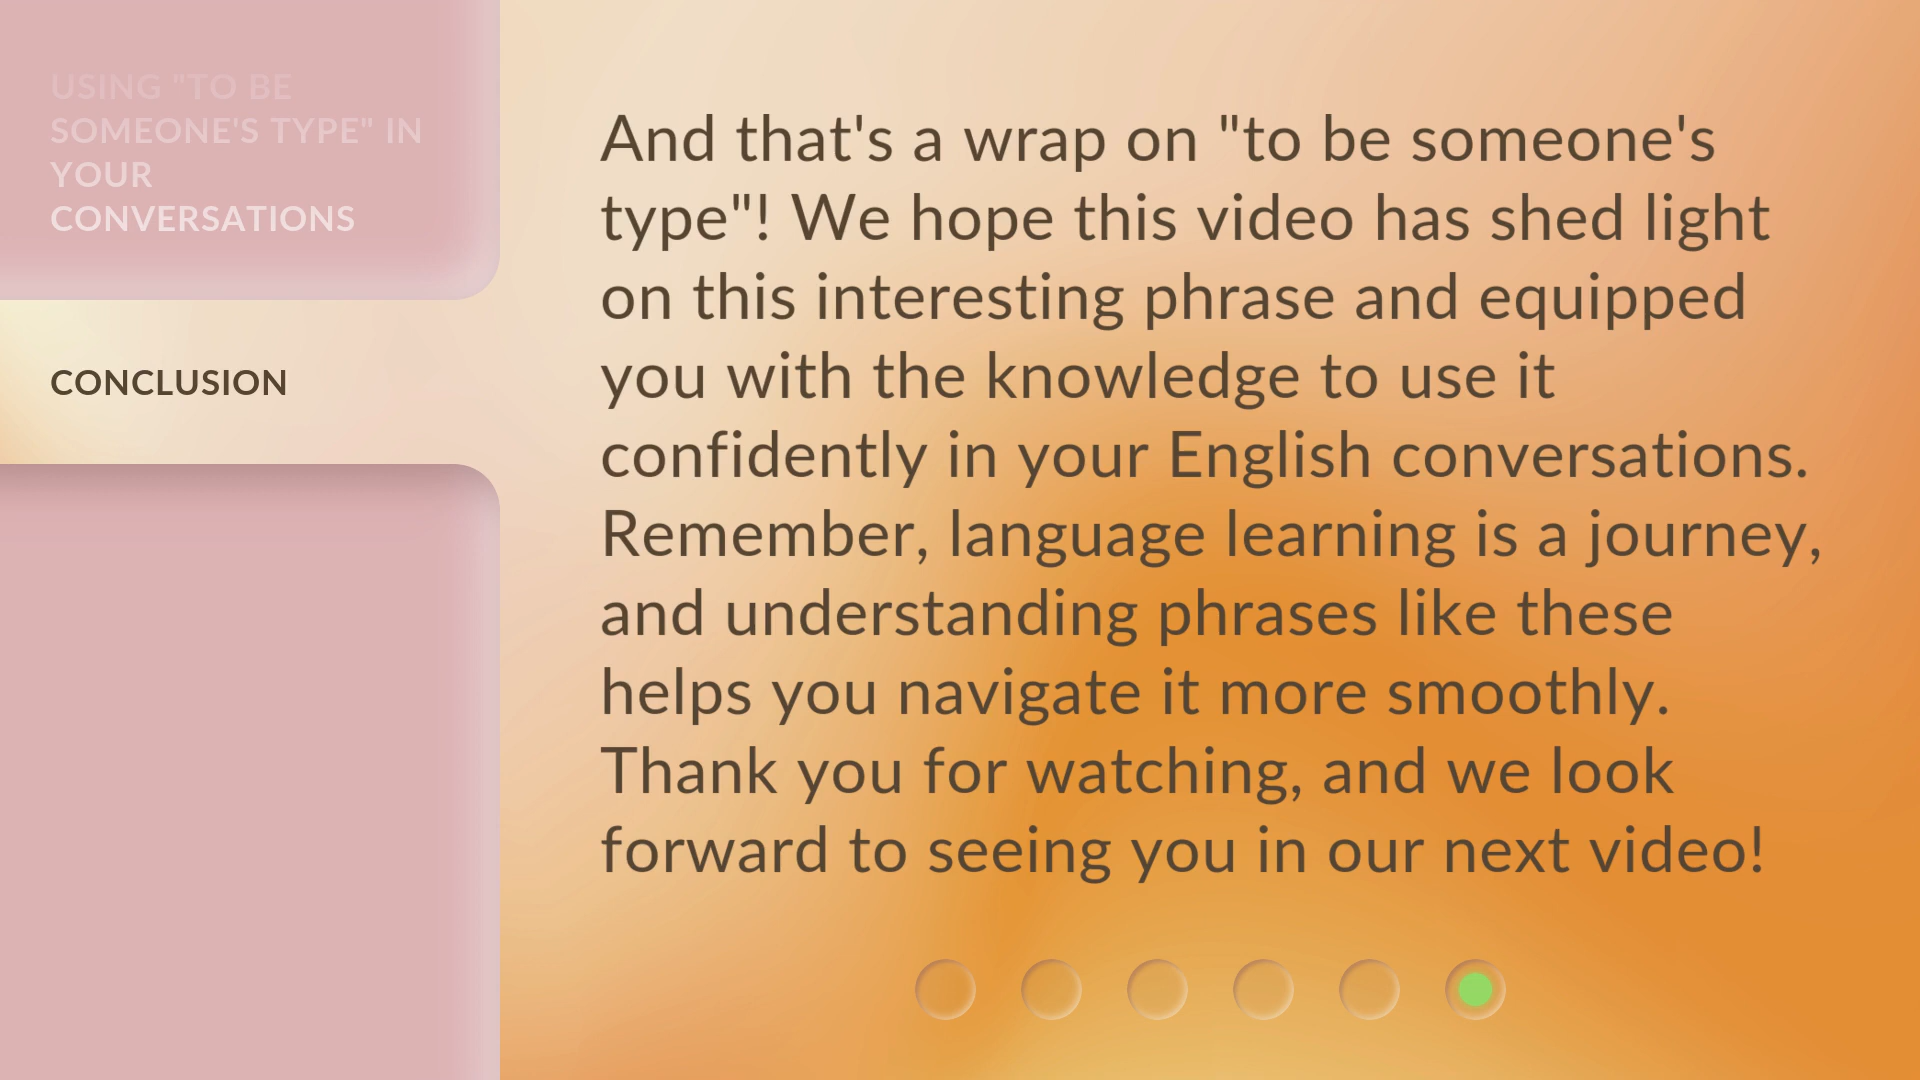 USING "TO BE
SOMEONE'S TYPE" IN
YOUR
CONVERSATIONS
CONCLUSION
And that's a wrap on "to be someone's
type"! We hope this video has shed light
on this interesting phrase and equipped
you with the knowledge to use it
confidently in your English conversations.
Remember, language learning is a journey,
and understanding phrases like these
helps you navigate it more smoothly.
Thank you for watching, and we look
forward to seeing you in our next video!